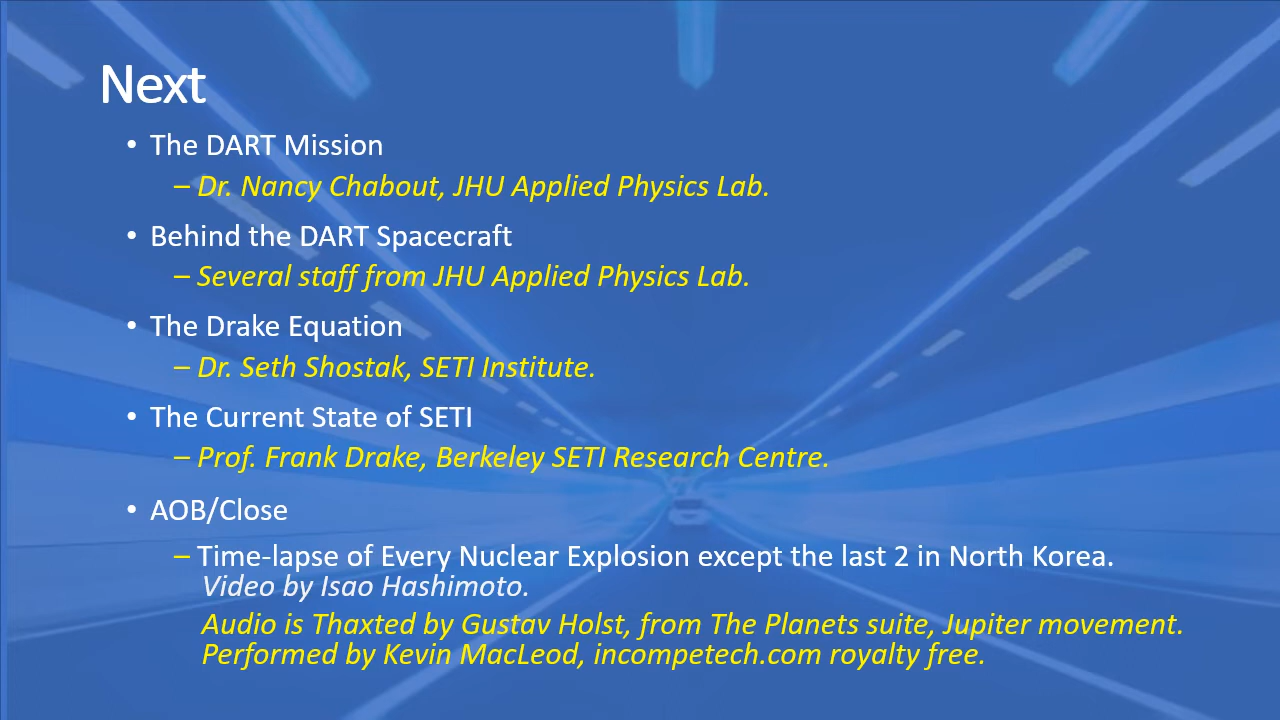 Next
• The DART Mission
– Dr. Nancy Chabout, JHU Applied Physics Lab.
• Behind the DART Spacecraft
– Several staff from JHU Applied Physics Lab.
• The Drake Equation
– Dr. Seth Shostak, SETI Institute.
• The Current State of SETI
– Prof. Frank Drake, Berkeley SETI Research Centre.
• AOB/Close
– Time-lapse of Every Nuclear Explosion except the last 2 in North Korea.
Video by Isao Hashimoto.
Audio is Thaxted by Gustav Holst, from The Planets suite, Jupiter movement.
Performed by Kevin MacLeod, incompetech.com royalty free.